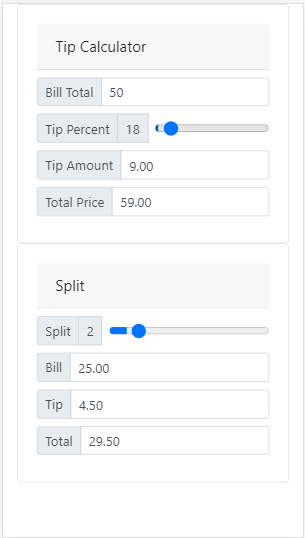 Tip Calculator
Bill Total 50
Tip Percent 18
Tip Amount 9.00
Total Price 59.00
Split
Split 2
Bill 25.00
Tip 4.50
Total 29.50